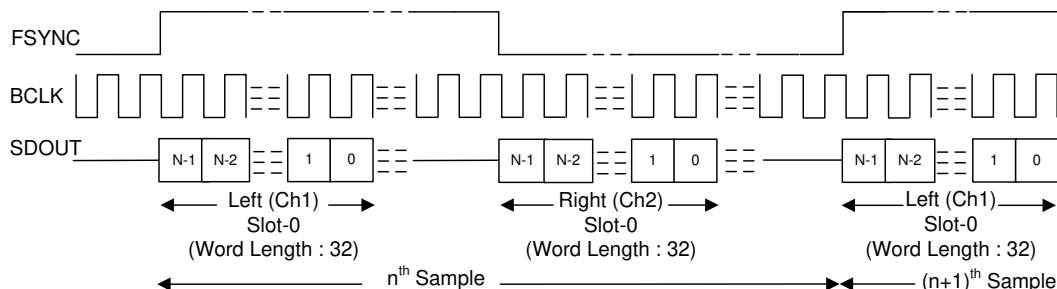 FSYNC
BCLK
SDOUT
N-1 N-2 1 0 N-1 N-2 1 0 N-1 N-2 1 0
Left (Ch1) Right (Ch2) Left (Ch1)
Slot-0 Slot-0 Slot-0
(Word Length : 32) (Word Length : 32) (Word Length : 32)
nth Sample (n+1)th Sample